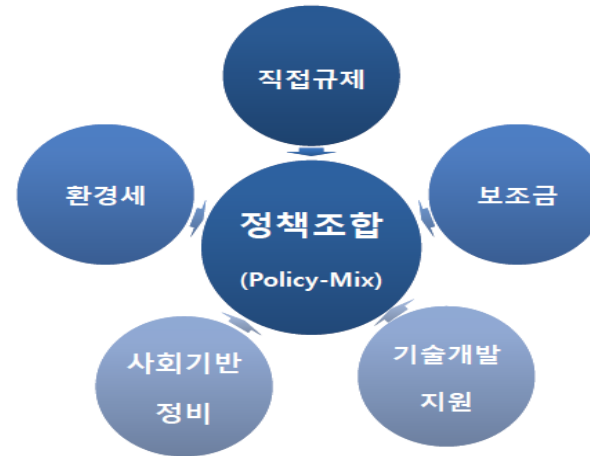 직접규제
환경세
보조금
정책조합
(Policy-Mix)
사회기반
정비
기술개발
지원